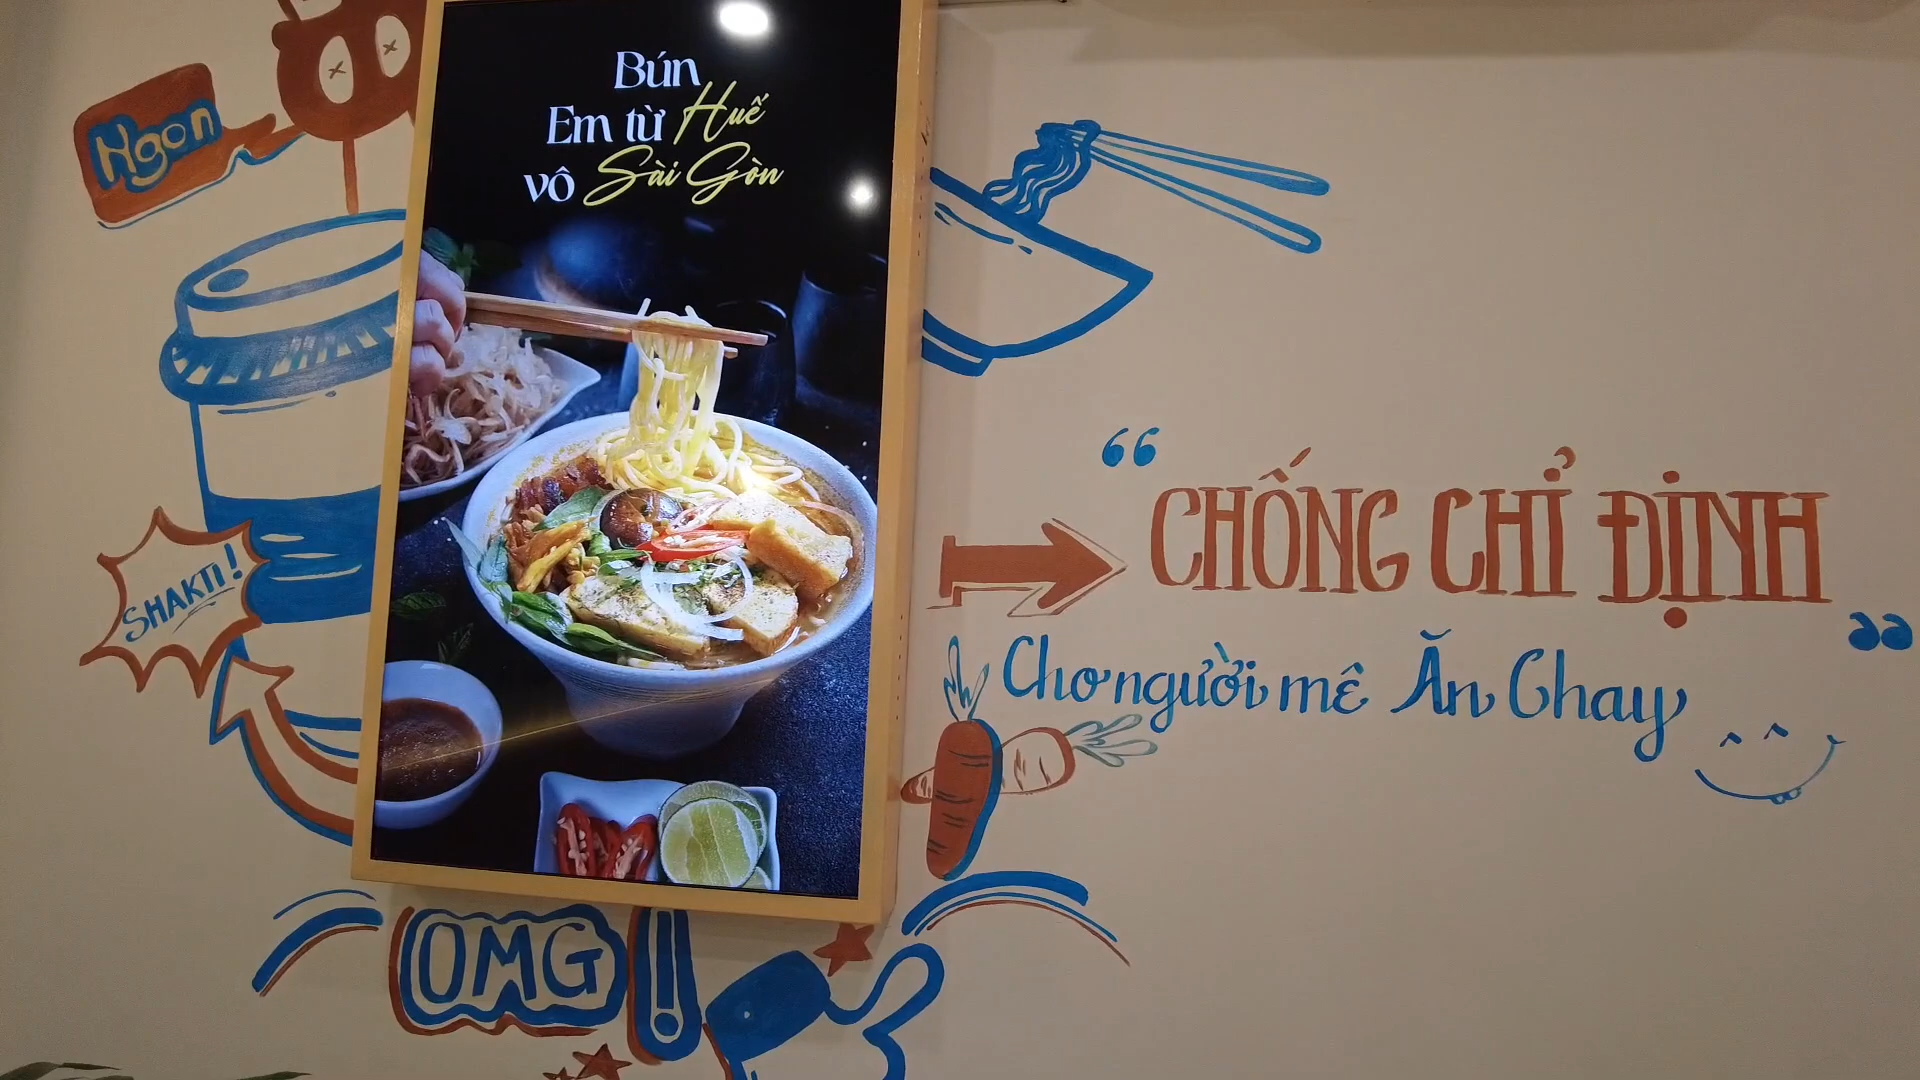 Ngon
Bún
Em từ Huế
vô Sài Gòn
SHAKTI!
“CHỐNG CHỈ ĐỊNH”
Cho người mê Ăn Chay
OMG!